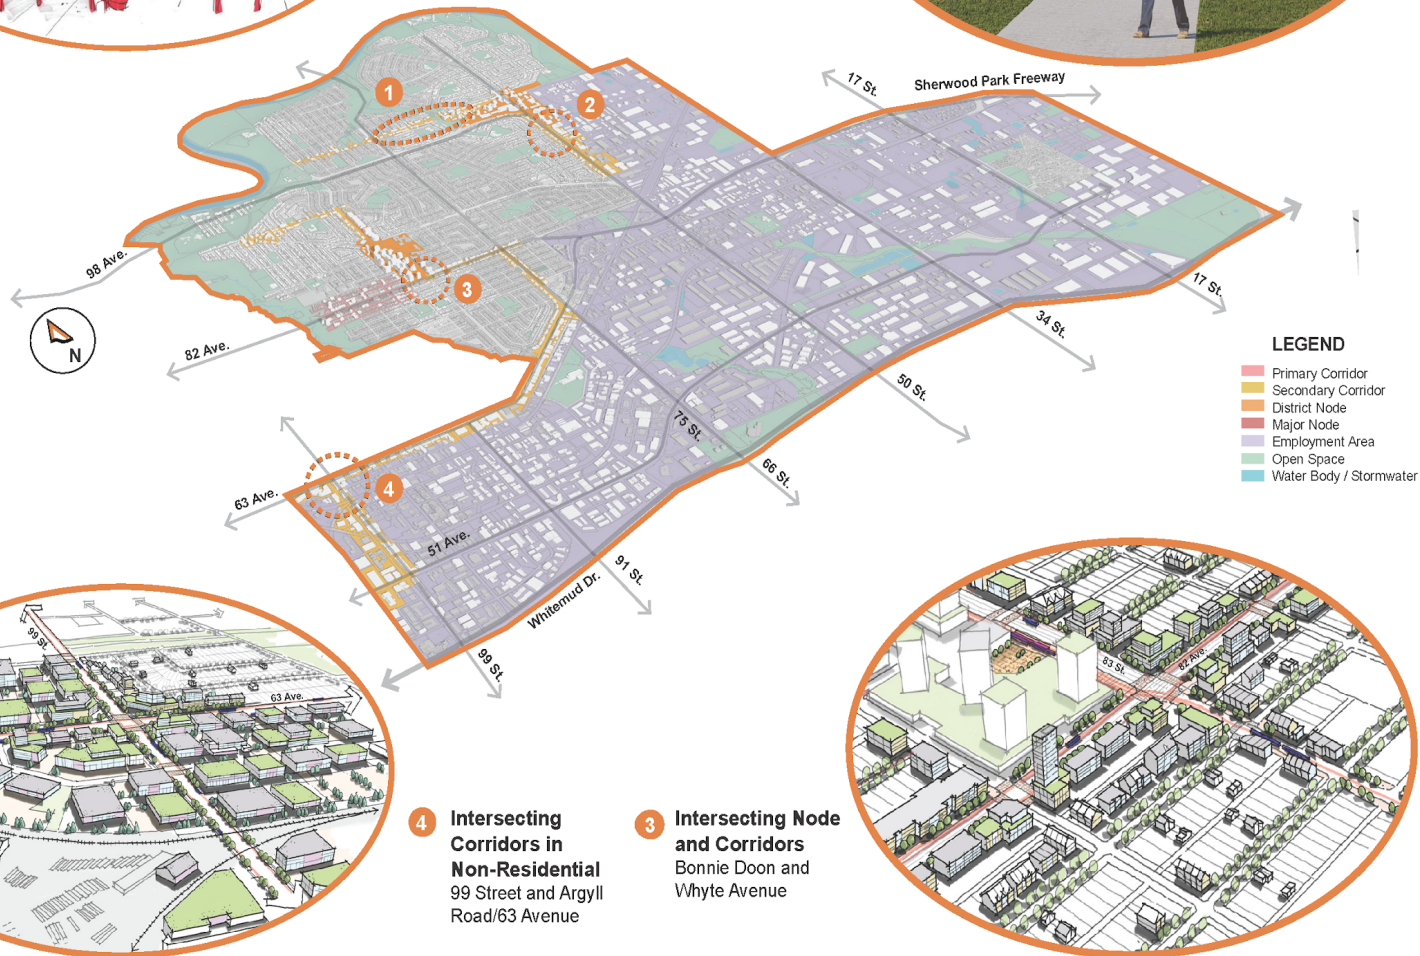 17 St.
Sherwood Park Freeway
1
2
3
98 Ave.
N
82 Ave.
17 St.
34 St.
LEGEND
Primary Corridor
Secondary Corridor
District Node
Major Node
Employment Area
Open Space
Water Body / Stormwater
50 St.
75 St.
66 St.
63 Ave.
4
51 Ave.
91 St.
Whitemud Dr.
99 St.
99 St.
63 Ave.
83 St.
82 Ave.
4
Intersecting
Corridors in
Non-Residential
99 Street and Argyll
Road/63 Avenue
3
Intersecting Node
and Corridors
Bonnie Doon and
Whyte Avenue